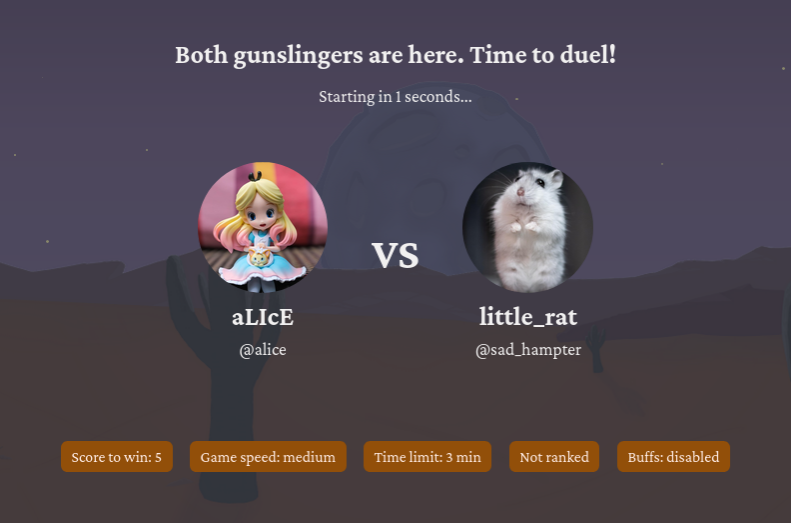 Both gunslingers are here. Time to duel!
Starting in 1 seconds...
vs
aLIcE
little_rat
@alice
@sad_hampter
Score to win: 5
Game speed: medium
Time limit: 3 min
Not ranked
Buffs: disabled